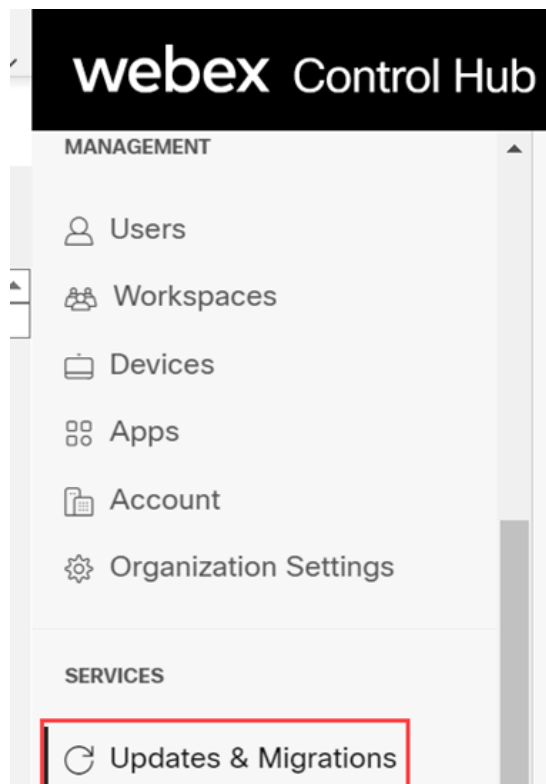 webex Control Hub
MANAGEMENT
Users
Workspaces
Devices
Apps
Account
Organization Settings
SERVICES
Updates & Migrations